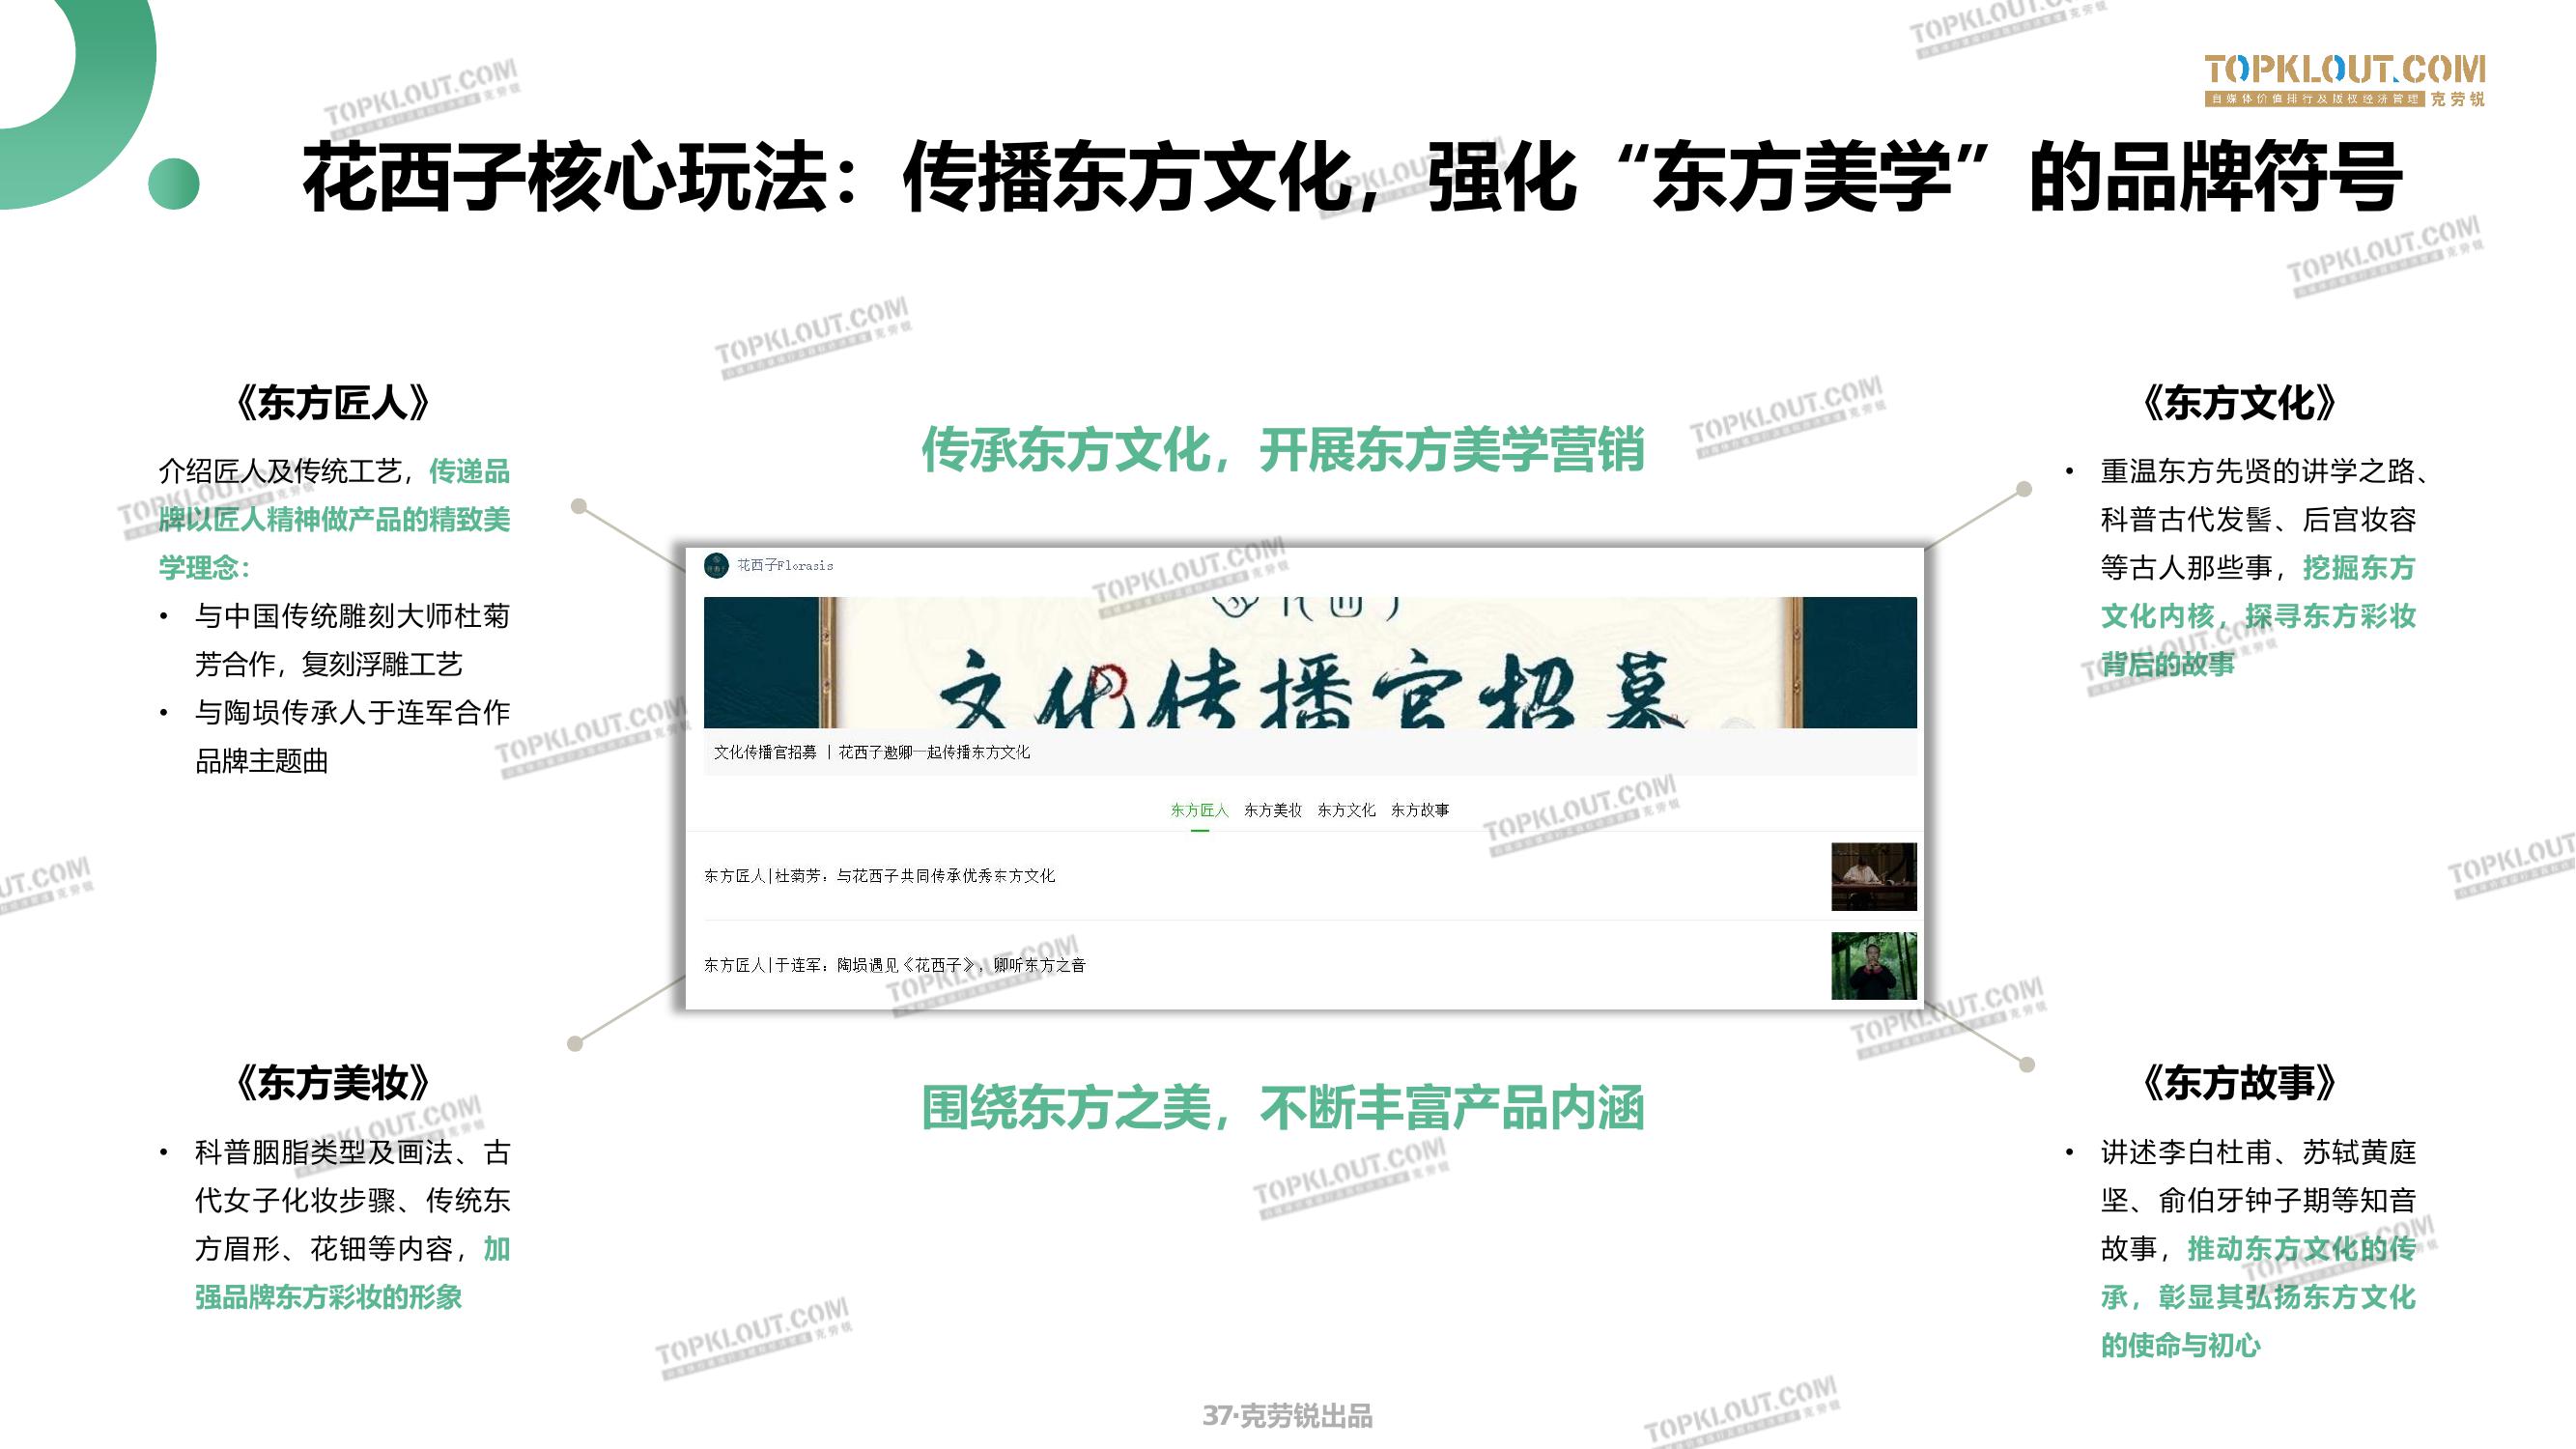 TOPKLOUT.COM
自媒体价值排行及版权经济管理 克劳锐
花西子核心玩法：传播东方文化，强化“东方美学”的品牌符号
《东方匠人》
介绍匠人及传统工艺，传递品
牌以匠人精神做产品的精致美
学理念：
• 与中国传统雕刻大师杜菊
芳合作，复刻浮雕工艺
• 与陶埙传承人于连军合作
品牌主题曲
《东方美妆》
• 科普胭脂类型及画法、古
代女子化妆步骤、传统东
方眉形、花钿等内容，加
强品牌东方彩妆的形象
传承东方文化，开展东方美学营销
花西子Florasis
文化传播官招募
文化传播官招募 | 花西子邀卿一起传播东方文化
东方匠人 东方美妆 东方文化 东方故事
东方匠人|杜菊芳：与花西子共同传承优秀东方文化
东方匠人|于连军：陶埙遇见《花西子》，卿听东方之音
围绕东方之美，不断丰富产品内涵
《东方文化》
• 重温东方先贤的讲学之路、
科普古代发髻、后宫妆容
等古人那些事，挖掘东方
文化内核，探寻东方彩妆
背后的故事
《东方故事》
• 讲述李白杜甫、苏轼黄庭
坚、俞伯牙钟子期等知音
故事，推动东方文化的传
承，彰显其弘扬东方文化
的使命与初心
37·克劳锐出品